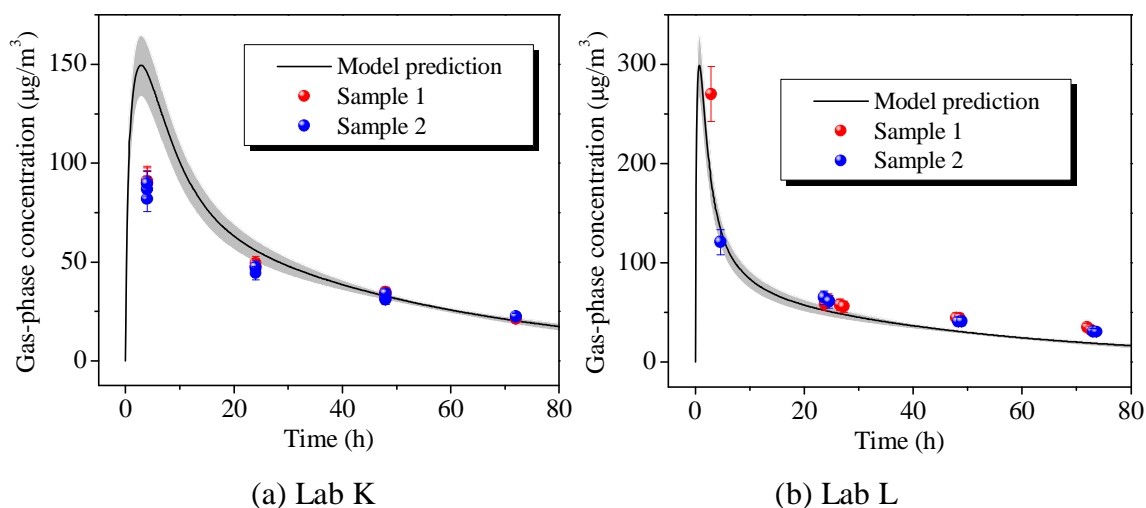 Gas-phase concentration (μg/m³)
150
100
50
0
Model prediction
Sample 1
Sample 2
0 20 40 60 80
Time (h)
(a) Lab K
Gas-phase concentration (μg/m³)
300
200
100
0
Model prediction
Sample 1
Sample 2
0 20 40 60 80
Time (h)
(b) Lab L